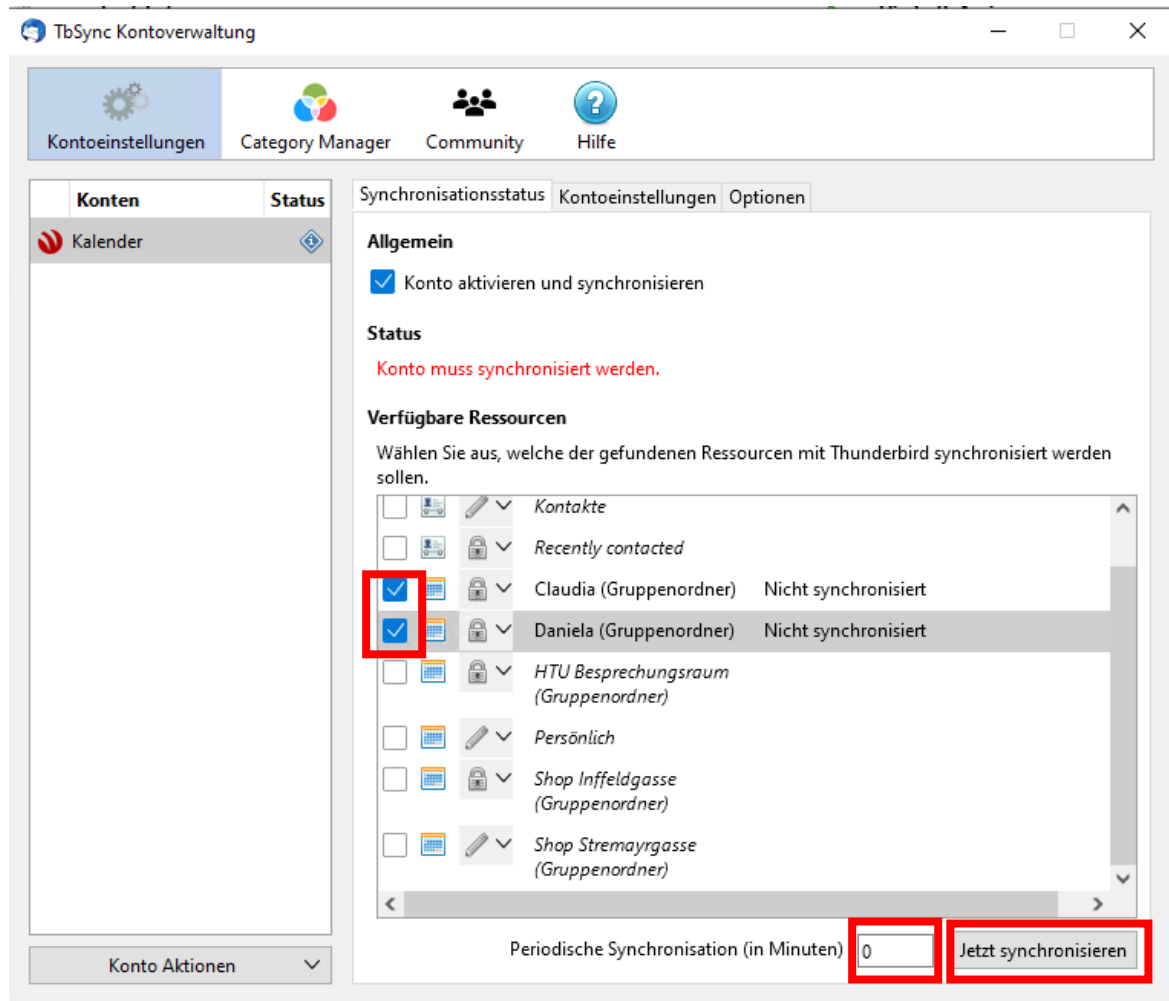 TbSync Kontoverwaltung
Kontoeinstellungen
Category Manager
Community
Hilfe
Konten
Status
Kalender
Synchronisationsstatus
Kontoeinstellungen
Optionen
Allgemein
Konto aktivieren und synchronisieren
Status
Konto muss synchronisiert werden.
Verfügbare Ressourcen
Wählen Sie aus, welche der gefundenen Ressourcen mit Thunderbird synchronisiert werden
sollen.
Kontakte
Recently contacted
Claudia (Gruppenordner) Nicht synchronisiert
Daniela (Gruppenordner) Nicht synchronisiert
HTU Besprechungsraum
(Gruppenordner)
Persönlich
Shop Inffeldgasse
(Gruppenordner)
Shop Stremayrgasse
(Gruppenordner)
Periodische Synchronisation (in Minuten) 0
Jetzt synchronisieren
Konto Aktionen